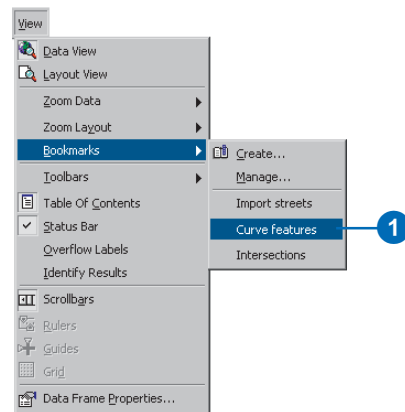 View
Data View
Layout View
Zoom Data
Zoom Layout
Bookmarks
Toolbars
Table Of Contents
Status Bar
Overflow Labels
Identify Results
Scrollbars
Rulers
Guides
Grid
Data Frame Properties...
Create...
Manage...
Import streets
Curve features
Intersections
1